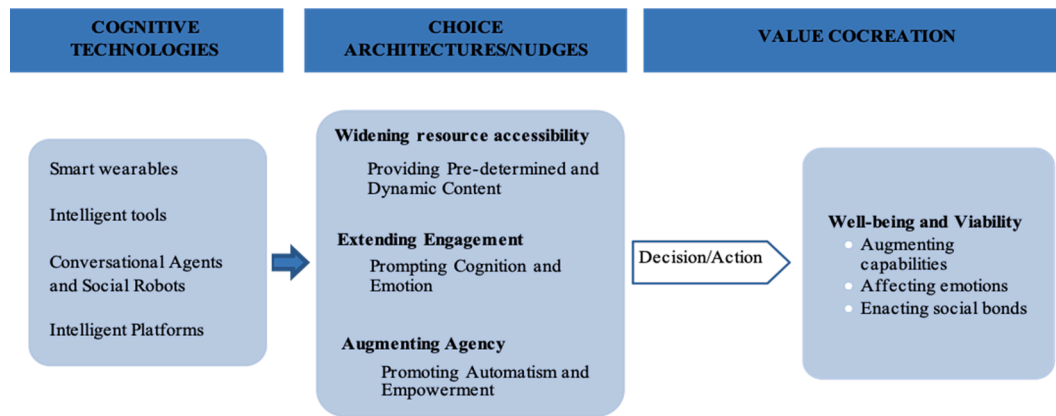 COGNITIVE
TECHNOLOGIES
CHOICE
ARCHITECTURES/NUDGES
VALUE COCREATION
Smart wearables
Intelligent tools
Conversational Agents
and Social Robots
Intelligent Platforms
Widening resource accessibility
Providing Pre-determined and
Dynamic Content
Extending Engagement
Prompting Cognition and
Emotion
Augmenting Agency
Promoting Automatism and
Empowerment
Decision/Action
Well-being and Viability
Augmenting
capabilities
Affecting emotions
Enacting social bonds